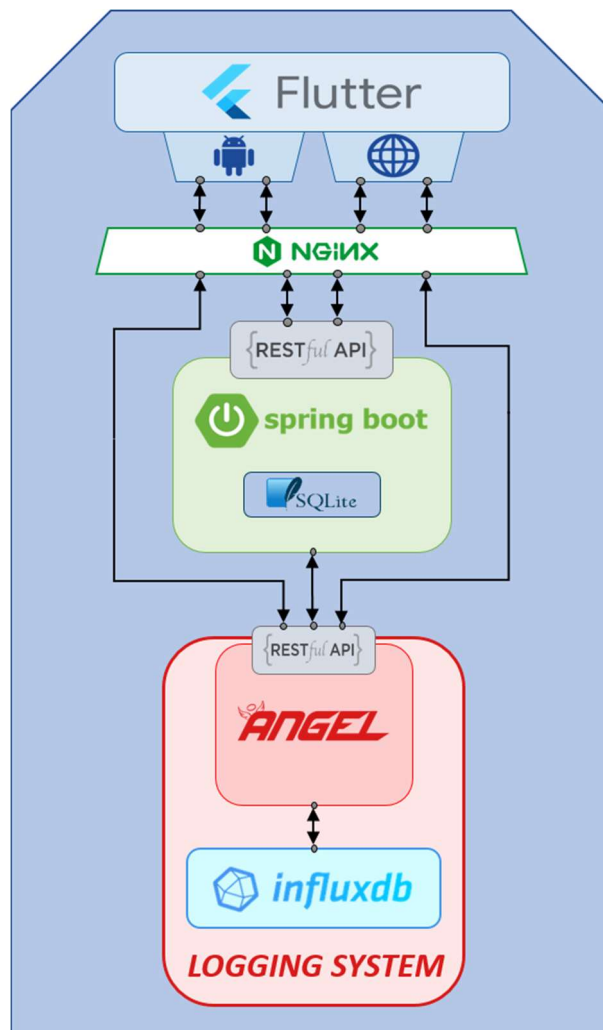 Flutter
NGiNX
{RESTful API}
spring boot
SQLite
{RESTful API}
ANGEL
influxdb
LOGGING SYSTEM